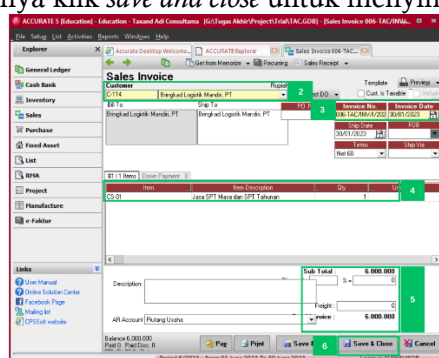 nya klik save and close untuk menyim
ACCURATE 5 (Education) - [Education - Taxand Adi Consultama (G:\Tugas Akhir\Project\Trial\TAC.GDB) - [Sales Invoice 006-TAC/INV
File Setup List Activities Reports Windows Help
Explorer
Accurate Desktop Welcome...
ACCURATE Explorer
Sales Invoice 006-TAC...
General Ledger
Get from Memorize
Recurring
Sales Receipt
Cash Bank
Sales Invoice
Template
Preview
Inventory
Customer
Rupiah
C-114
Bringkad Logistik Mandiri, PT
2
DO
Cust. is Taxable
Sales
Bill To
Ship To
PO
3
Invoice No.
Invoice Date
Bringkad Logistik Mandiri, PT
Bringkad Logistik Mandiri, PT
006-TAC/INV/I/202
30/01/2023
Purchase
Ship Date
FOB
Fixed Asset
30/01/2023
Terms
Ship Via
List
Net 60
RMA
#1 | 1 Items
Down Payment
0
Project
Item
Item Description
Qty
4
CS-01
Jasa SPT Masa dan SPT Tahunan
1
Manufacture
e-Faktur
Links
Sub Total :
6.000.000
User Manual
Description
% =
0
Online Solution Center
5
Facebook Page
Freight :
0
Mailing list
AR Account
Piutang Usaha
6.000.000
CPSSoft website
Balance 6.000.000
Paid 0
Pay
Print
6
Save & Close
Cancel